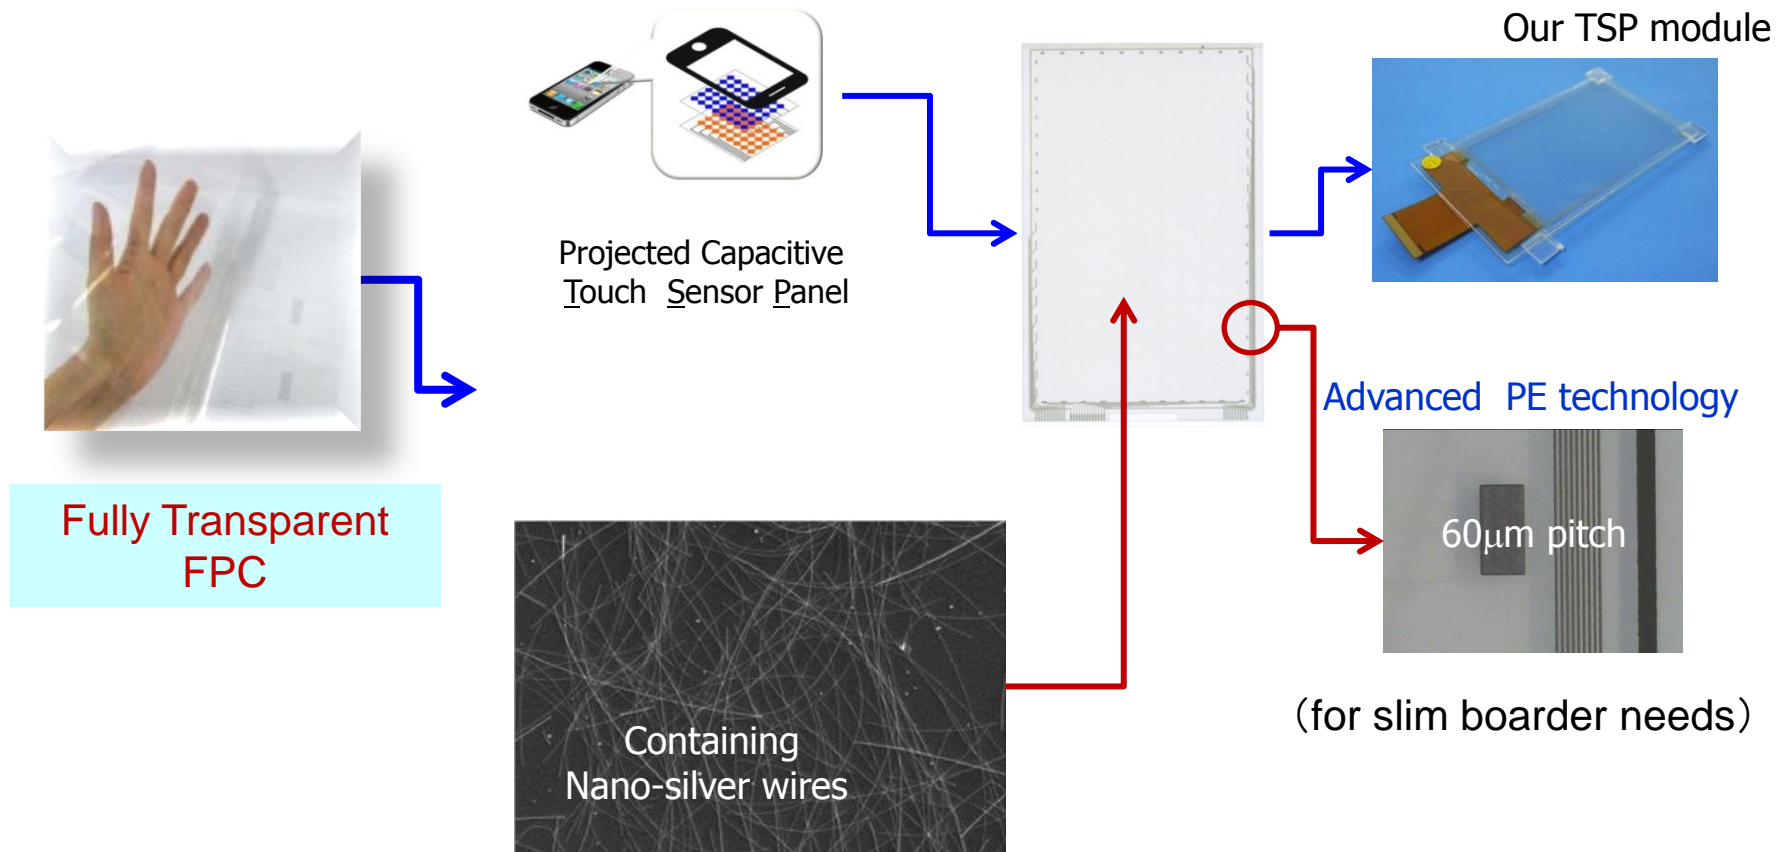 Our TSP module
Projected Capacitive
Touch Sensor Panel
Advanced PE technology
60μm pitch
(for slim boarder needs)
Fully Transparent
FPC
Containing
Nano-silver wires